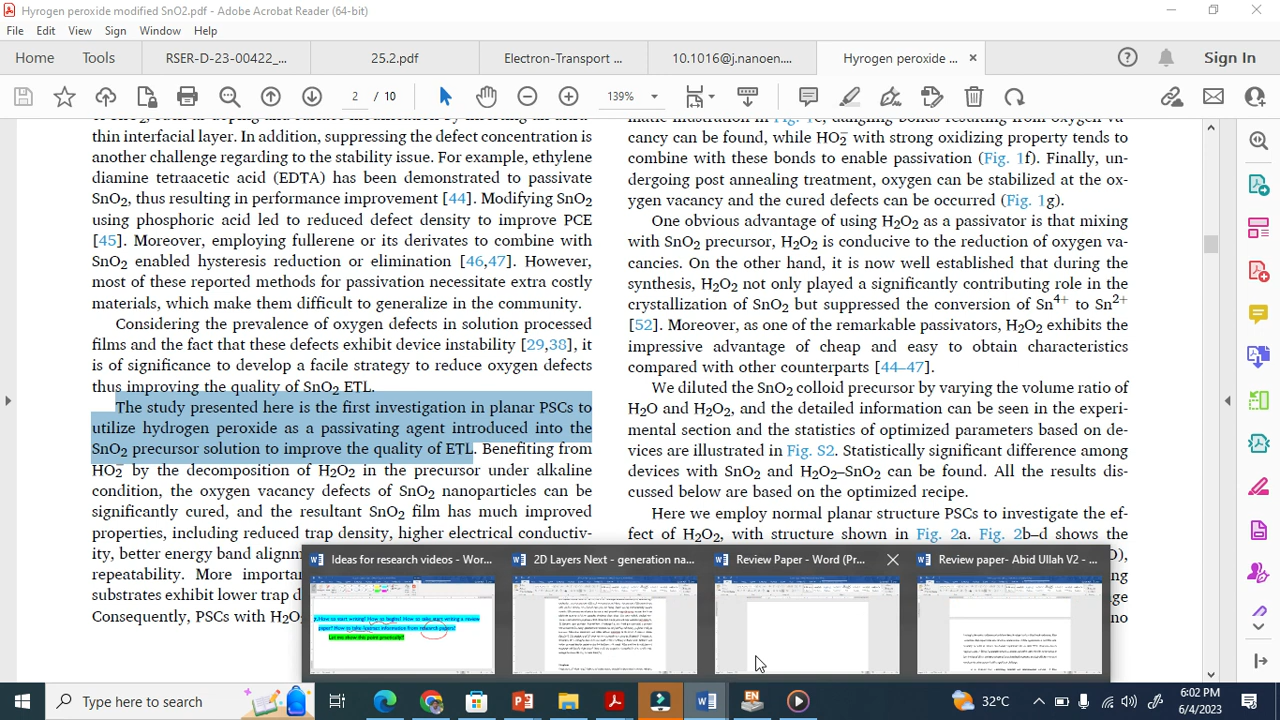 Hyrogen peroxide modified SnO2.pdf - Adobe Acrobat Reader (64-bit)
File Edit View Sign Window Help
Home Tools RSER-D-23-00422_... 25.2.pdf Electron-Transport ... 10.1016@j.nanoen.... Hyrogen peroxide ... × Sign In
2 / 10 139%
thin interfacial layer. In addition, suppressing the defect concentration is
another challenge regarding to the stability issue. For example, ethylene
diamine tetraacetic acid (EDTA) has been demonstrated to passivate
SnO2, thus resulting in performance improvement [44]. Modifying SnO2
using phosphoric acid led to reduced defect density to improve PCE
[45]. Moreover, employing fullerene or its derivates to combine with
SnO2 enabled hysteresis reduction or elimination [46,47]. However,
most of these reported methods for passivation necessitate extra costly
materials, which make them difficult to generalize in the community.
Considering the prevalence of oxygen defects in solution processed
films and the fact that these defects exhibit device instability [29,38], it
is of significance to develop a facile strategy to reduce oxygen defects
thus improving the quality of SnO2 ETL.
The study presented here is the first investigation in planar PSCs to
utilize hydrogen peroxide as a passivating agent introduced into the
SnO2 precursor solution to improve the quality of ETL. Benefiting from
HO2 by the decomposition of H2O2 in the precursor under alkaline
condition, the oxygen vacancy defects of SnO2 nanoparticles can be
significantly cured, and the resultant SnO2 film has much improved
properties, including reduced trap density, higher electrical conductiv-
ity, better energy band alignm
repeatability. More importan
substrates exhibit lower trap
Consequently, PSCs with H2O
matic illustration in Fig. 1e, dangling bonds resulting from oxygen va-
cancy can be found, while HO2− with strong oxidizing property tends to
combine with these bonds to enable passivation (Fig. 1f). Finally, un-
dergoing post annealing treatment, oxygen can be stabilized at the ox-
ygen vacancy and the cured defects can be occurred (Fig. 1g).
One obvious advantage of using H2O2 as a passivator is that mixing
with SnO2 precursor, H2O2 is conducive to the reduction of oxygen va-
cancies. On the other hand, it is now well established that during the
synthesis, H2O2 not only played a significantly contributing role in the
crystallization of SnO2 but suppressed the conversion of Sn4+ to Sn2+
[52]. Moreover, as one of the remarkable passivators, H2O2 exhibits the
impressive advantage of cheap and easy to obtain characteristics
compared with other counterparts [44–47].
We diluted the SnO2 colloid precursor by varying the volume ratio of
H2O and H2O2, and the detailed information can be seen in the experi-
mental section and the statistics of optimized parameters based on de-
vices are illustrated in Fig. S2. Statistically significant difference among
devices with SnO2 and H2O2–SnO2 can be found. All the results dis-
cussed below are based on the optimized recipe.
Here we employ normal planar structure PSCs to investigate the ef-
fect of H2O2, with structure shown in Fig. 2a. Fig. 2b–d shows the
Ideas for research videos - Wor... 2D Layers Next - generation na... Review Paper - Word (Pr... Review paper- Abid Ullah V2 - ...
Type here to search EN 32°C 6:02 PM
6/4/2023